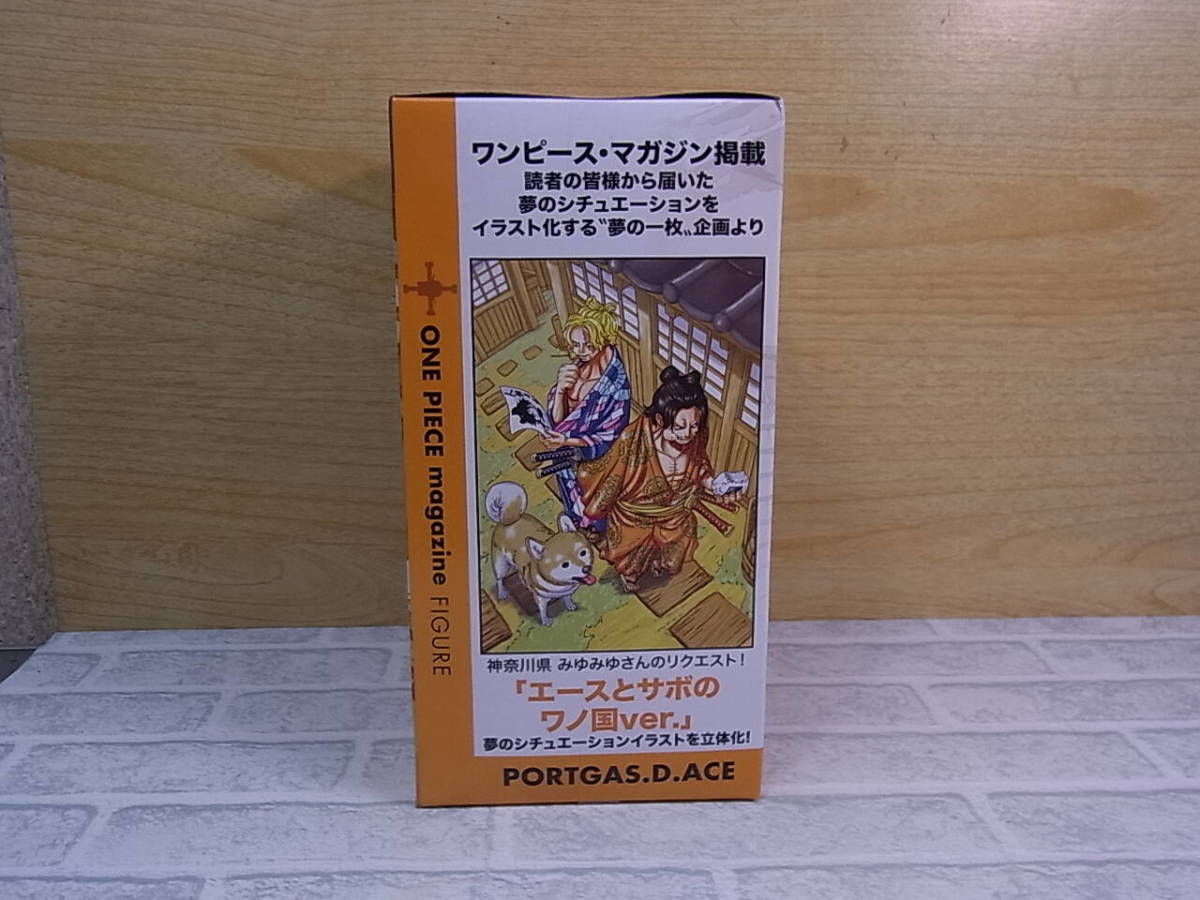 ワンピース・マガジン掲載
読者の皆様から届いた
夢のシチュエーションを
イラスト化する〝夢の一枚〟企画より
ONE PIECE magazine FIGURE
神奈川県 みゆみゆさんのリクエスト！
「エースとサボの
ワノ国ver.」
夢のシチュエーションイラストを立体化！
PORTGAS.D.ACE